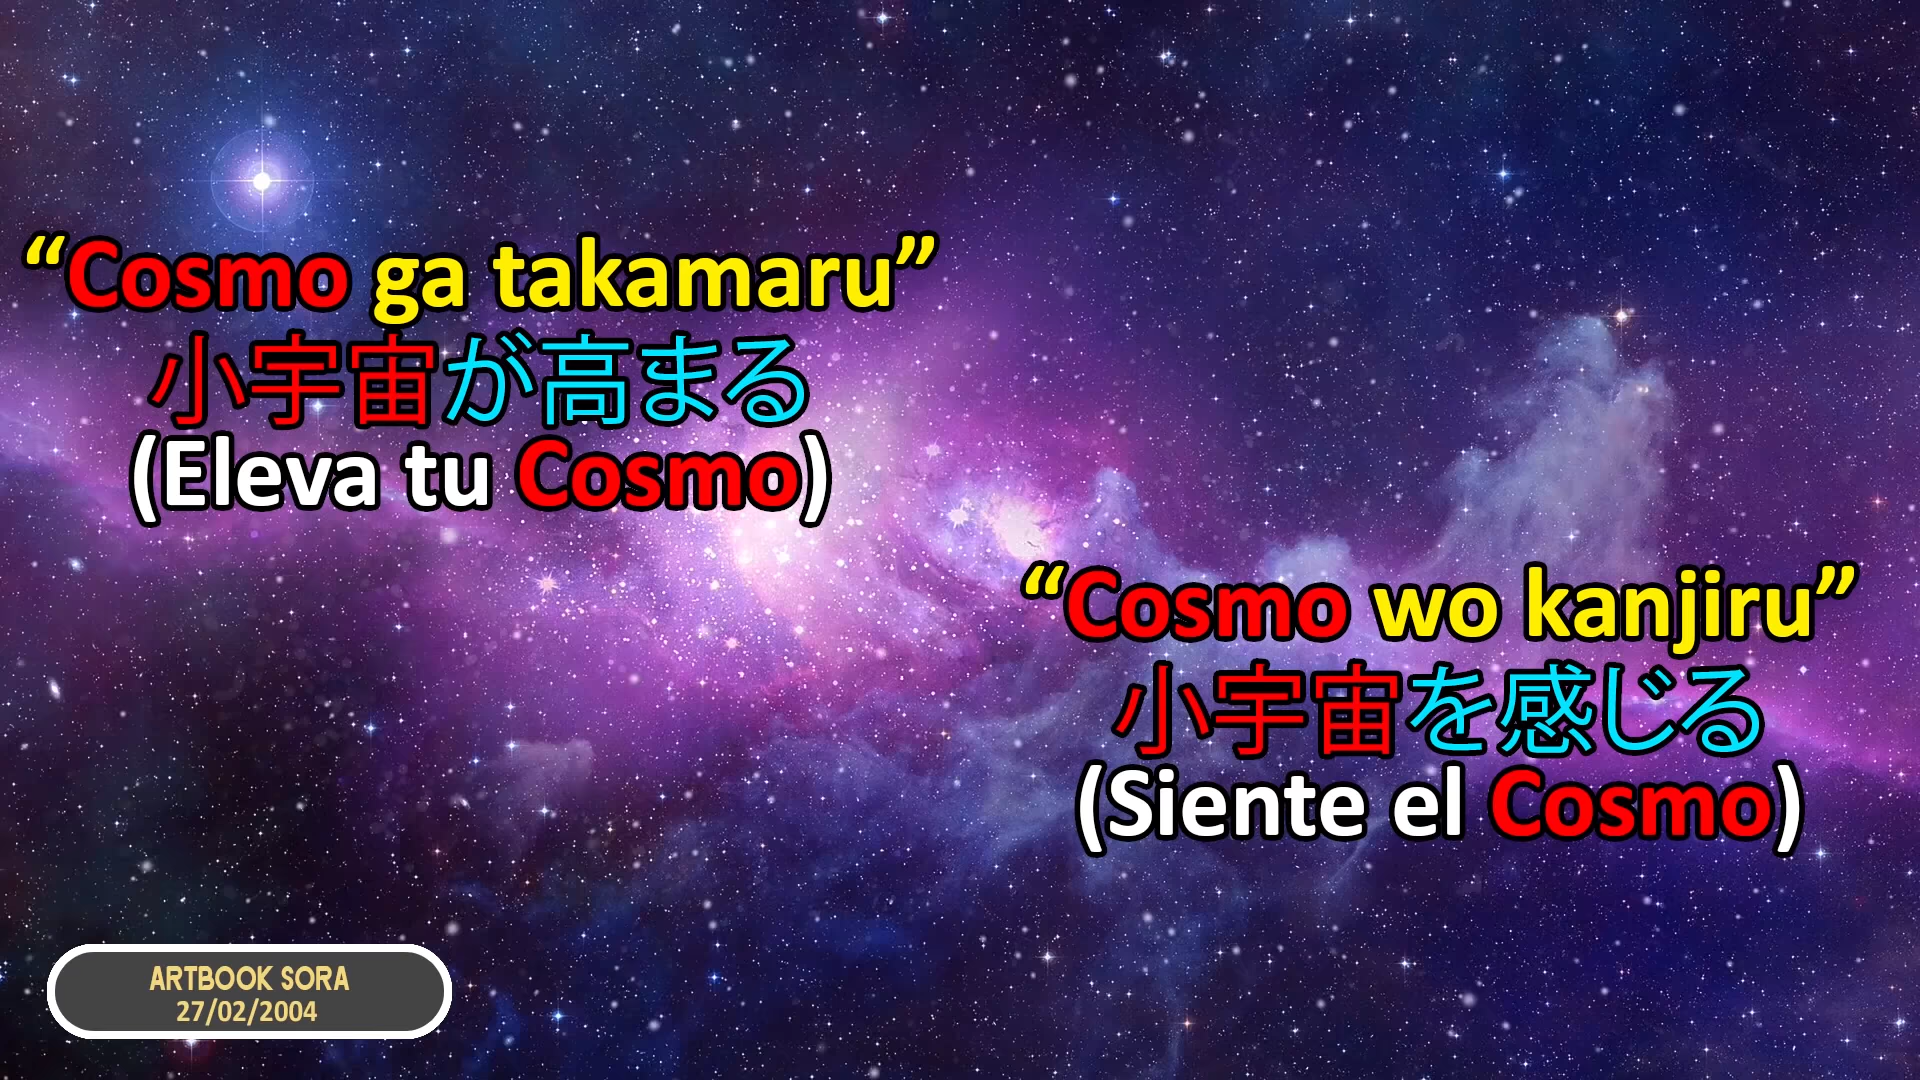 “Cosmo ga takamaru”
小宇宙が高まる
(Eleva tu Cosmo)
“Cosmo wo kanjiru”
小宇宙を感じる
(Siente el Cosmo)
ARTBOOK SORA
27/02/2004